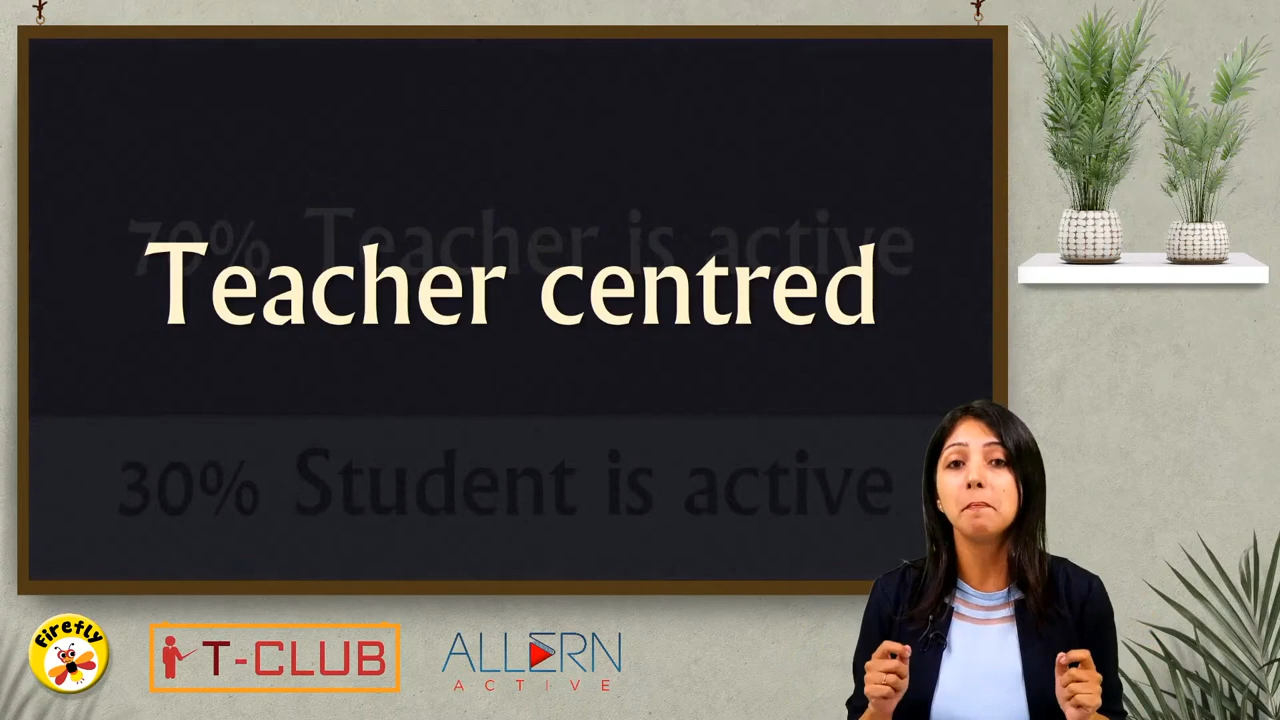 70% Teacher is active
Teacher centred
30% Student is active
Firefly
T-CLUB
ALLERN
ACTIVE